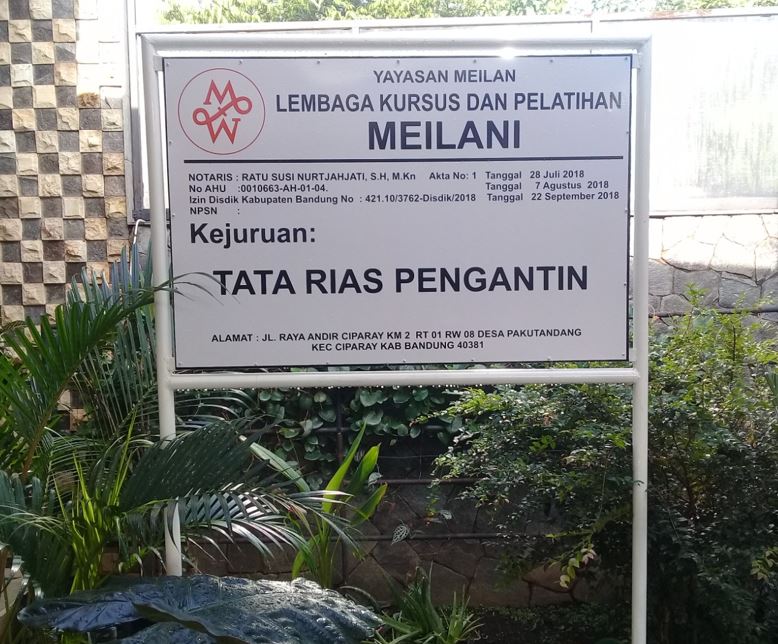 YAYASAN MEILAN
LEMBAGA KURSUS DAN PELATIHAN
MEILANI
NOTARIS : RATU SUSI NURTJAHJATI, S.H, M.Kn Akta No: 1 Tanggal 28 Juli 2018
No AHU :0010663-AH-01-04. Tanggal 7 Agustus 2018
Izin Disdik Kabupaten Bandung No : 421.10/3762-Disdik/2018 Tanggal 22 September 2018
NPSN :
Kejuruan:
TATA RIAS PENGANTIN
ALAMAT : JL. RAYA ANDIR CIPARAY KM 2 RT 01 RW 08 DESA PAKUTANDANG
KEC CIPARAY KAB BANDUNG 40381